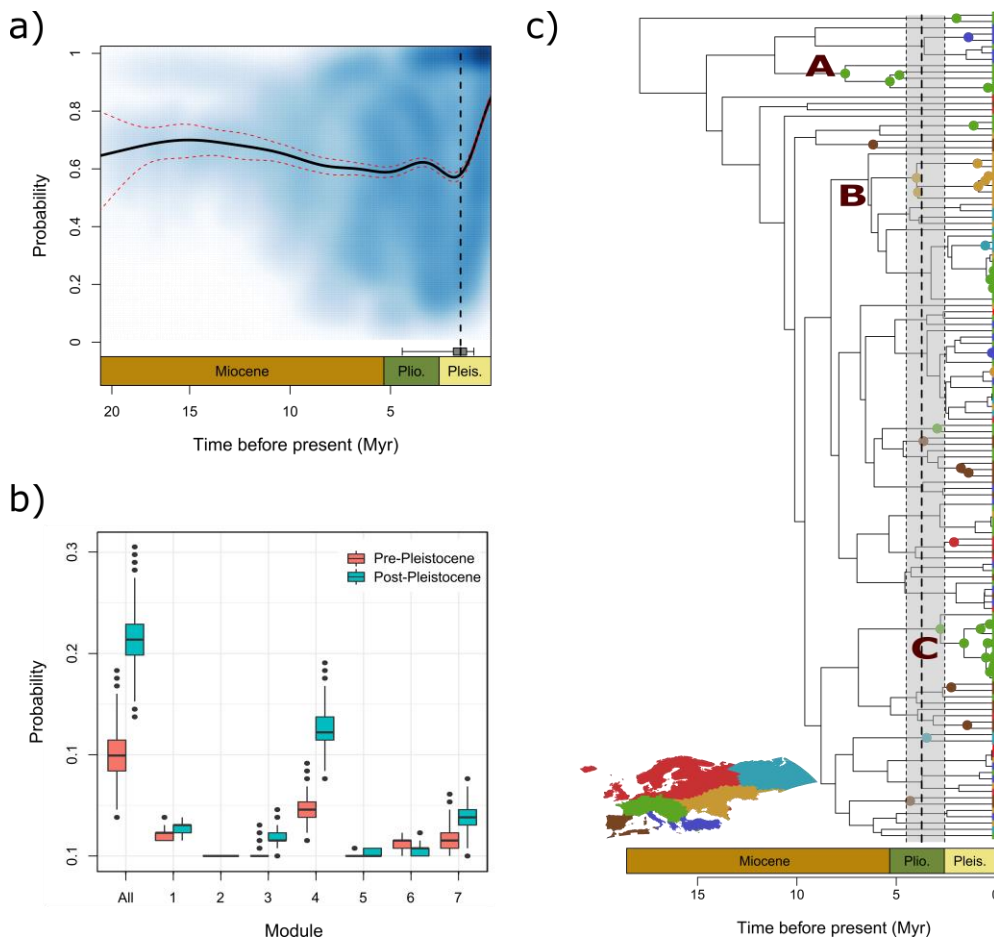 a)
1
0.8
0.6
0.4
0.2
0
Probability
Miocene
Plio.
Pleis.
20
15
10
5
Time before present (Myr)
b)
0.3
0.2
0.1
0.1
Probability
Pre-Pleistocene
Post-Pleistocene
All
1
2
3
4
5
6
7
Module
c)
A
B
C
Miocene
Plio.
Pleis.
15
10
5
0
Time before present (Myr)